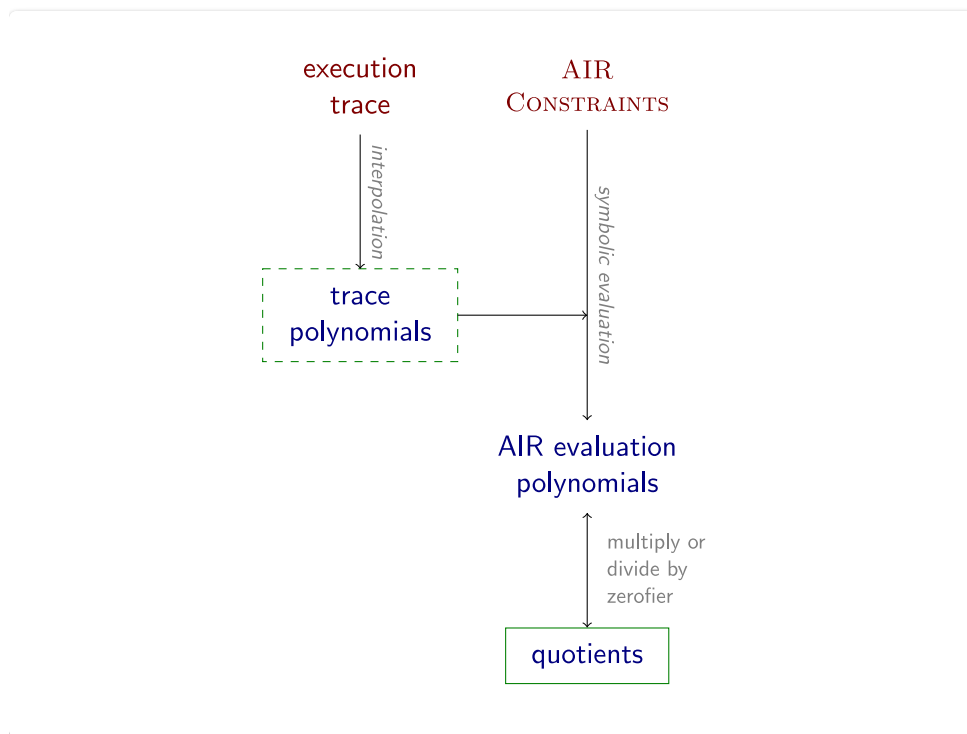 execution
trace
AIR
CONSTRAINTS
interpolation
symbolic evaluation
trace
polynomials
AIR evaluation
polynomials
multiply or
divide by
zerofier
quotients